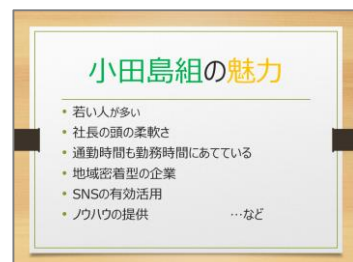 小田島組の魅力
• 若い人が多い
• 社長の頭の柔軟さ
• 通勤時間も勤務時間にあてている
• 地域密着型の企業
• SNSの有効活用
• ノウハウの提供 …など